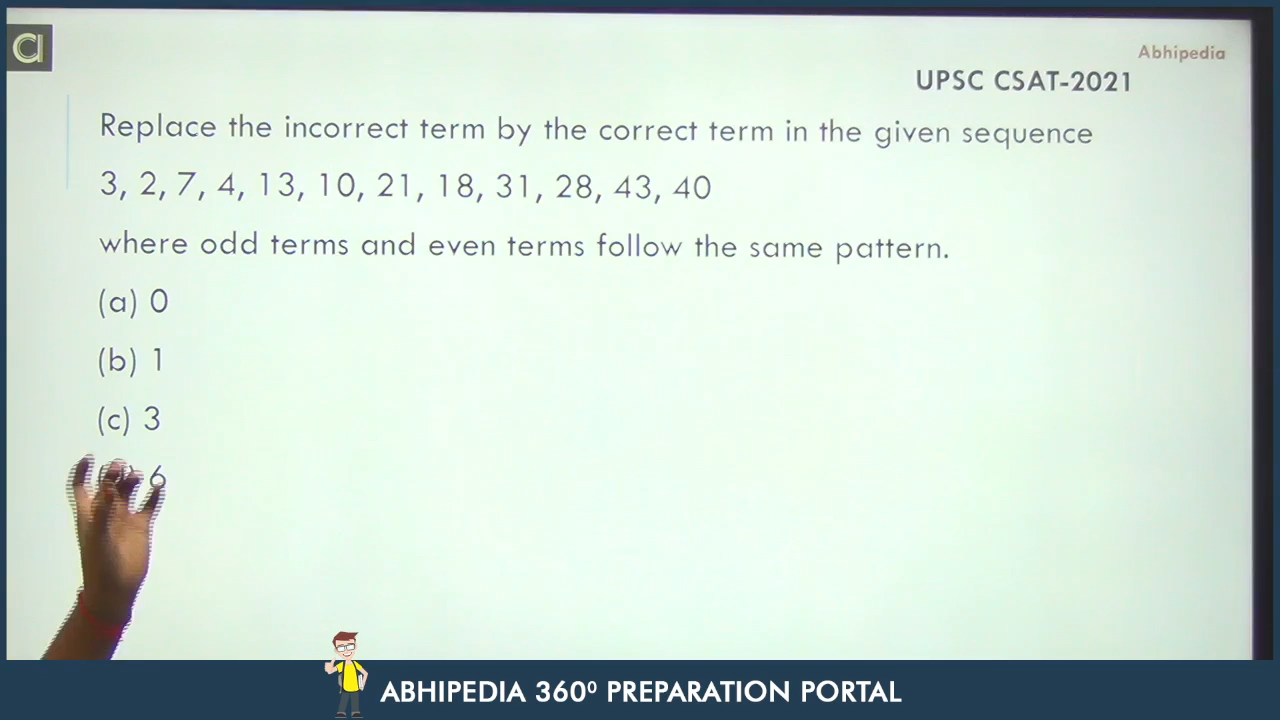 Abhipedia
UPSC CSAT-2021
Replace the incorrect term by the correct term in the given sequence
3, 2, 7, 4, 13, 10, 21, 18, 31, 28, 43, 40
where odd terms and even terms follow the same pattern.
(a) 0
(b) 1
(c) 3
6
ABHIPEDIA 360⁰ PREPARATION PORTAL